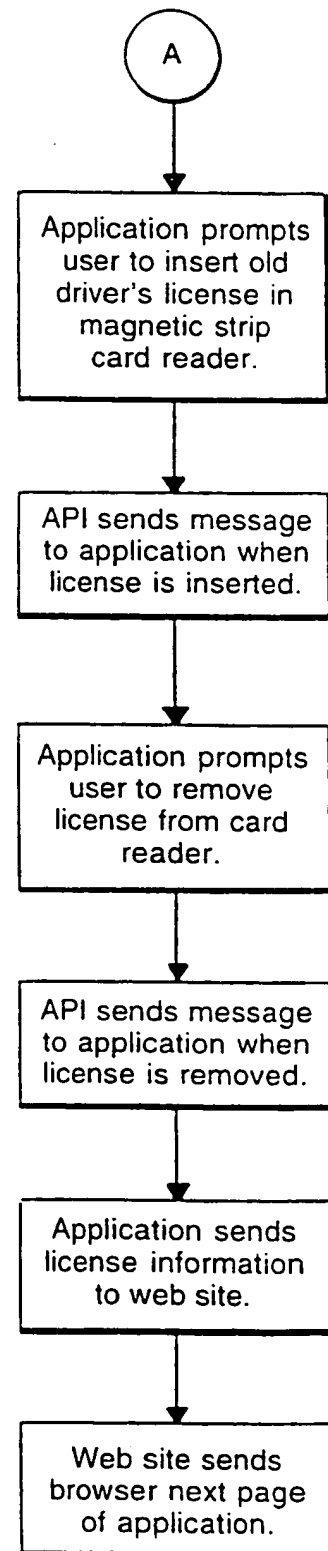 A
Application prompts
user to insert old
driver's license in
magnetic strip
card reader.
API sends message
to application when
license is inserted.
Application prompts
user to remove
license from card
reader.
API sends message
to application when
license is removed.
Application sends
license information
to web site.
Web site sends
browser next page
of application.